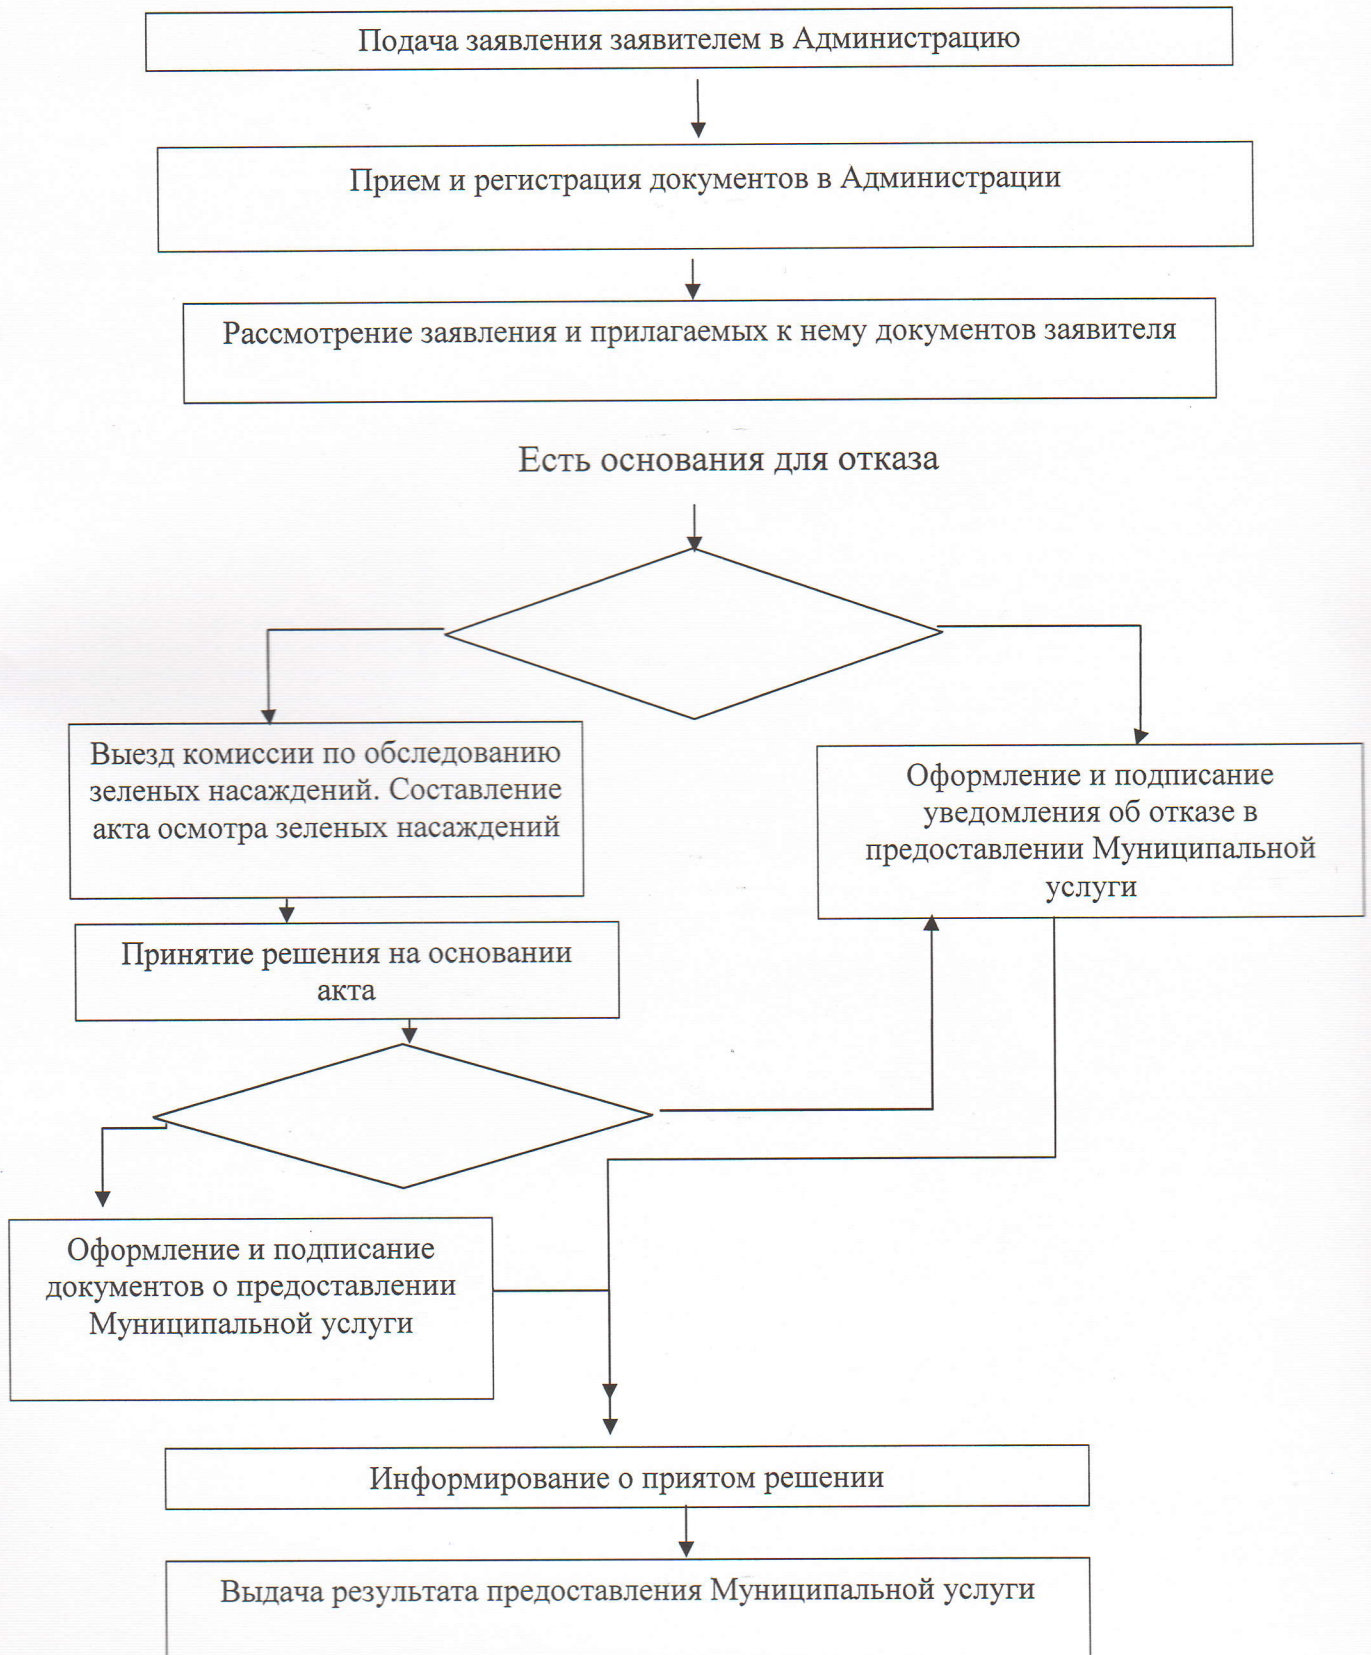 Подача заявления заявителем в Администрацию
Прием и регистрация документов в Администрации
Рассмотрение заявления и прилагаемых к нему документов заявителя
Есть основания для отказа
Выезд комиссии по обследованию
зеленых насаждений. Составление
акта осмотра зеленых насаждений
Оформление и подписание
уведомления об отказе в
предоставлении Муниципальной
услуги
Принятие решения на основании
акта
Оформление и подписание
документов о предоставлении
Муниципальной услуги
Информирование о приятом решении
Выдача результата предоставления Муниципальной услуги